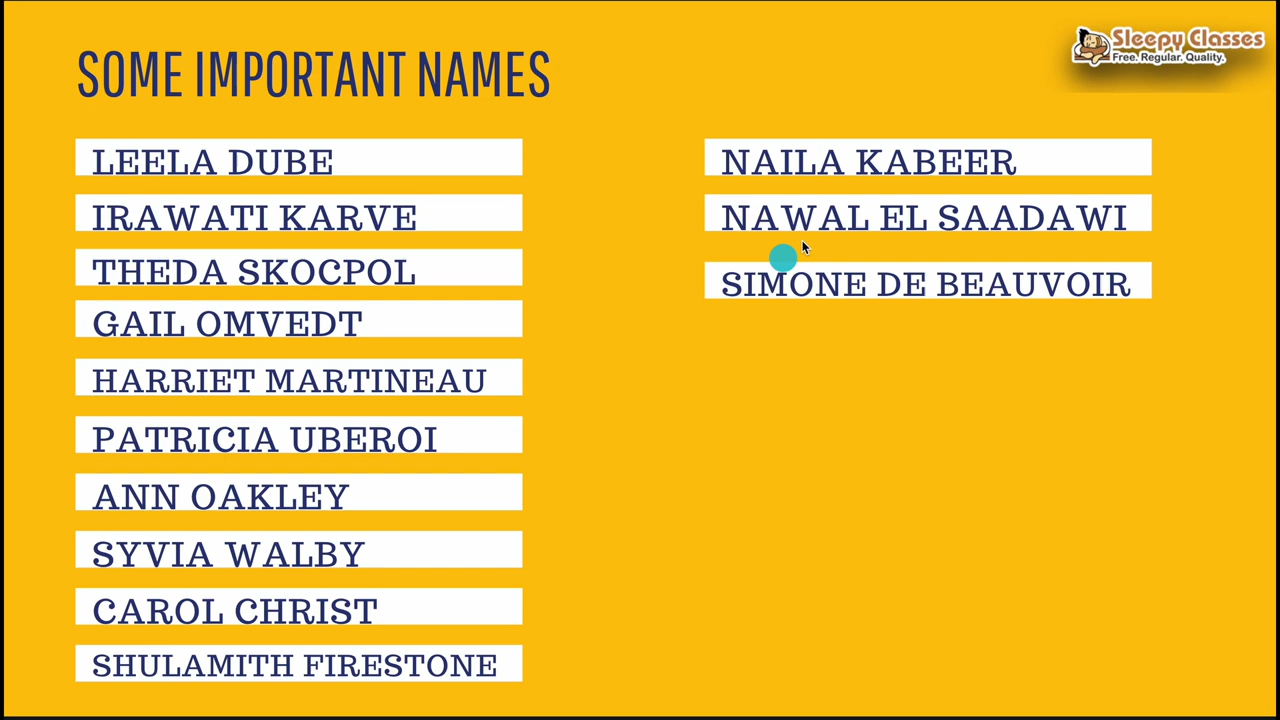 SOME IMPORTANT NAMES
Sleepy Classes
Free. Regular. Quality.
LEELA DUBE
IRAWATI KARVE
THEDA SKOCPOL
GAIL OMVEDT
HARRIET MARTINEAU
PATRICIA UBEROI
ANN OAKLEY
SYVIA WALBY
CAROL CHRIST
SHULAMITH FIRESTONE
NAILA KABEER
NAWAL EL SAADAWI
SIMONE DE BEAUVOIR